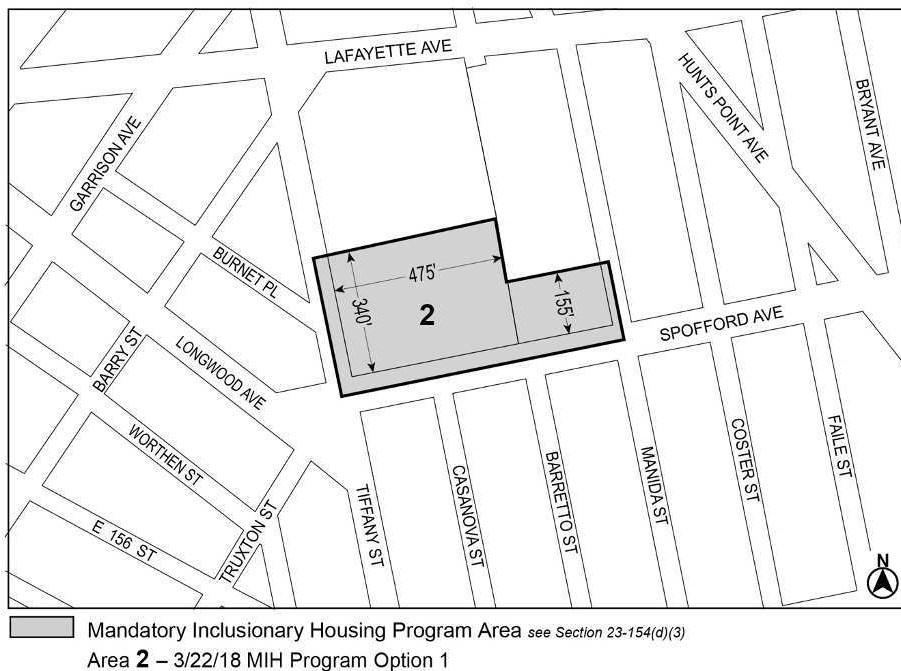 LAFAYETTE AVE
HUNTS POINT AVE
BRYANT AVE
GARRISON AVE
BURNET PL
475'
340'
2
155'
SPOFFORD AVE
BARRY ST
LONGWOOD AVE
WORTHEN ST
E 156 ST
TRUXTON ST
TIFFANY ST
CASANOVA ST
BARRETTO ST
MANIDA ST
COSTER ST
FAILE ST
N
Mandatory Inclusionary Housing Program Area see Section 23-154(d)(3)
Area 2 – 3/22/18 MIH Program Option 1